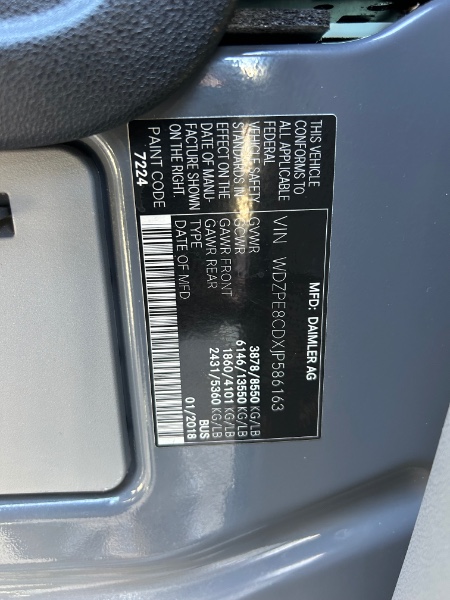 MFD: DAIMLER AG
THIS VEHICLE
CONFORMS TO
ALL APPLICABLE
FEDERAL
VEHICLE SAFETY
STANDARDS IN
EFFECT ON THE
DATE OF MANU-
FACTURE SHOWN
ON THE RIGHT.
PAINT CODE
7224
VIN WDZPE8CDXJP586163
GVWR 3878/8550 KG/LB
GCWR 6146/13550 KG/LB
GAWR FRONT 1860/4101 KG/LB
GAWR REAR 2431/5360 KG/LB
TYPE BUS
DATE OF MFD. 01/2018